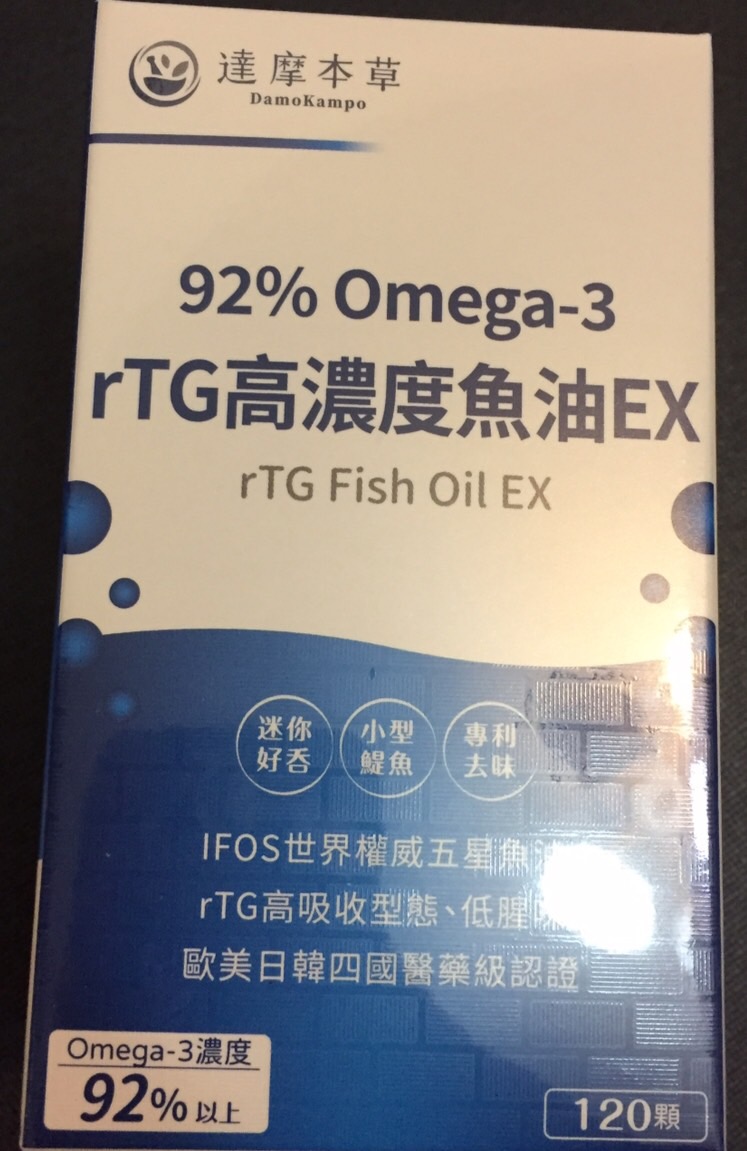 達摩本草
DamoKampo
92% Omega-3
rTG高濃度魚油EX
rTG Fish Oil EX
迷你
好吞
小型
鯷魚
專利
去味
IFOS世界權威五星魚
rTG高吸收型態、低腥
歐美日韓四國醫藥級認證
Omega-3濃度
92%以上
120顆